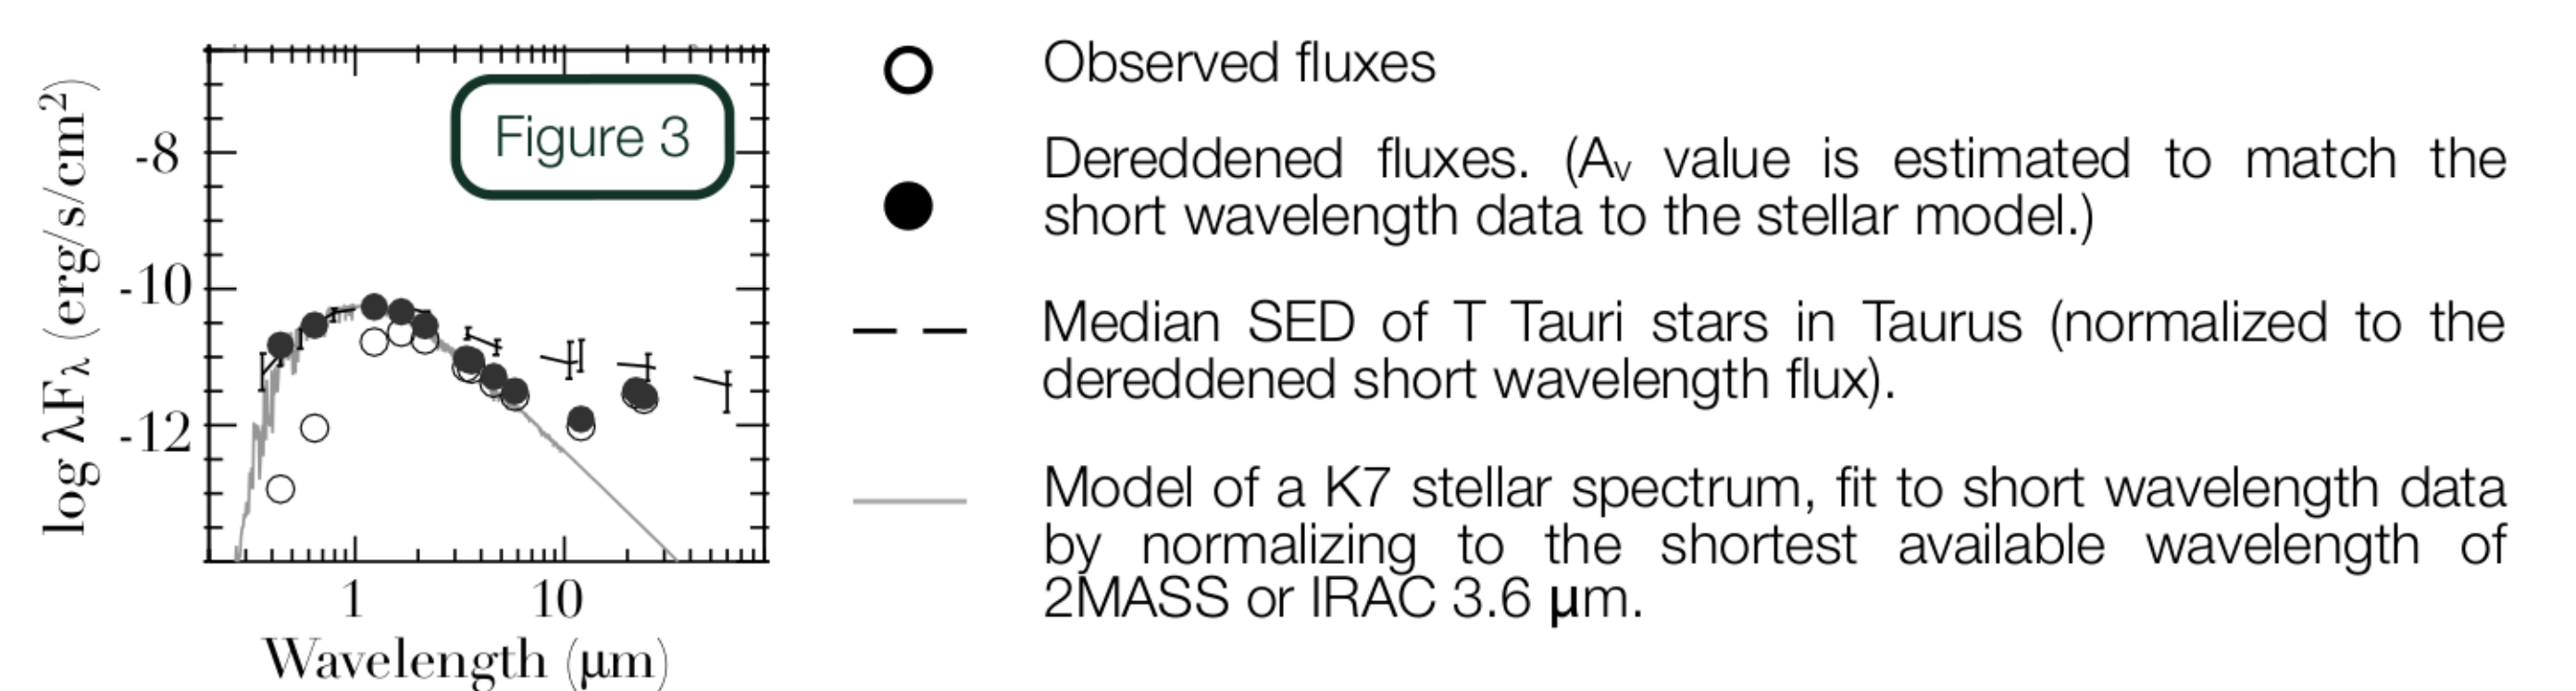 Figure 3
-8
-10
-12
log λFλ (erg/s/cm2)
1 10
Wavelength (μm)
Observed fluxes
Dereddened fluxes. (Av value is estimated to match the
short wavelength data to the stellar model.)
Median SED of T Tauri stars in Taurus (normalized to the
dereddened short wavelength flux).
Model of a K7 stellar spectrum, fit to short wavelength data
by normalizing to the shortest available wavelength of
2MASS or IRAC 3.6 μm.